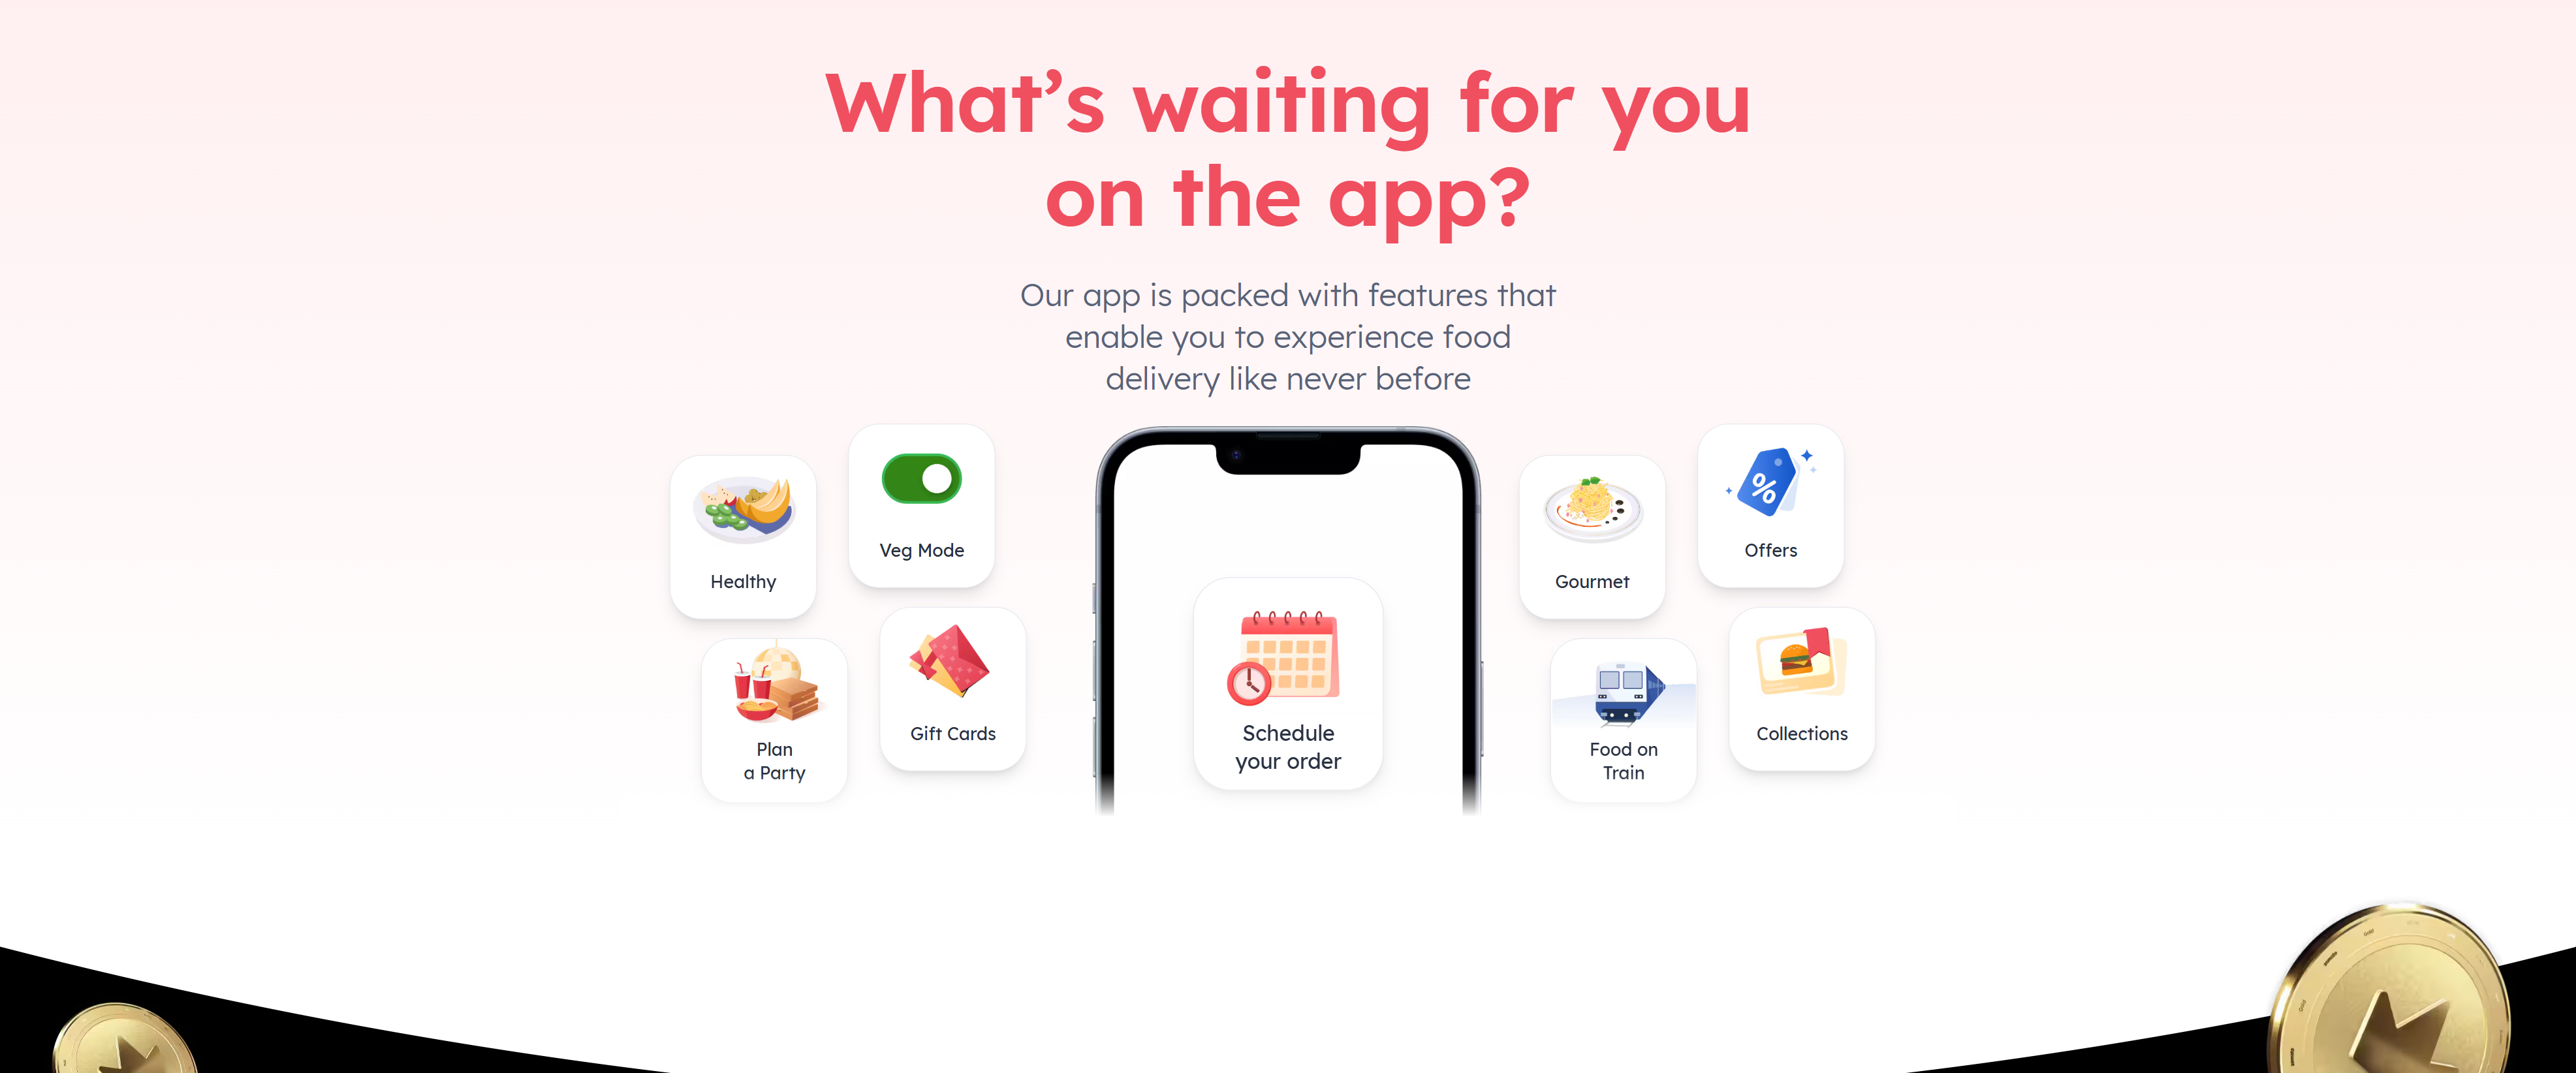 What’s waiting for you
on the app?
Our app is packed with features that
enable you to experience food
delivery like never before
Healthy
Veg Mode
Plan
a Party
Gift Cards
Schedule
your order
Gourmet
Offers
Food on
Train
Collections
%